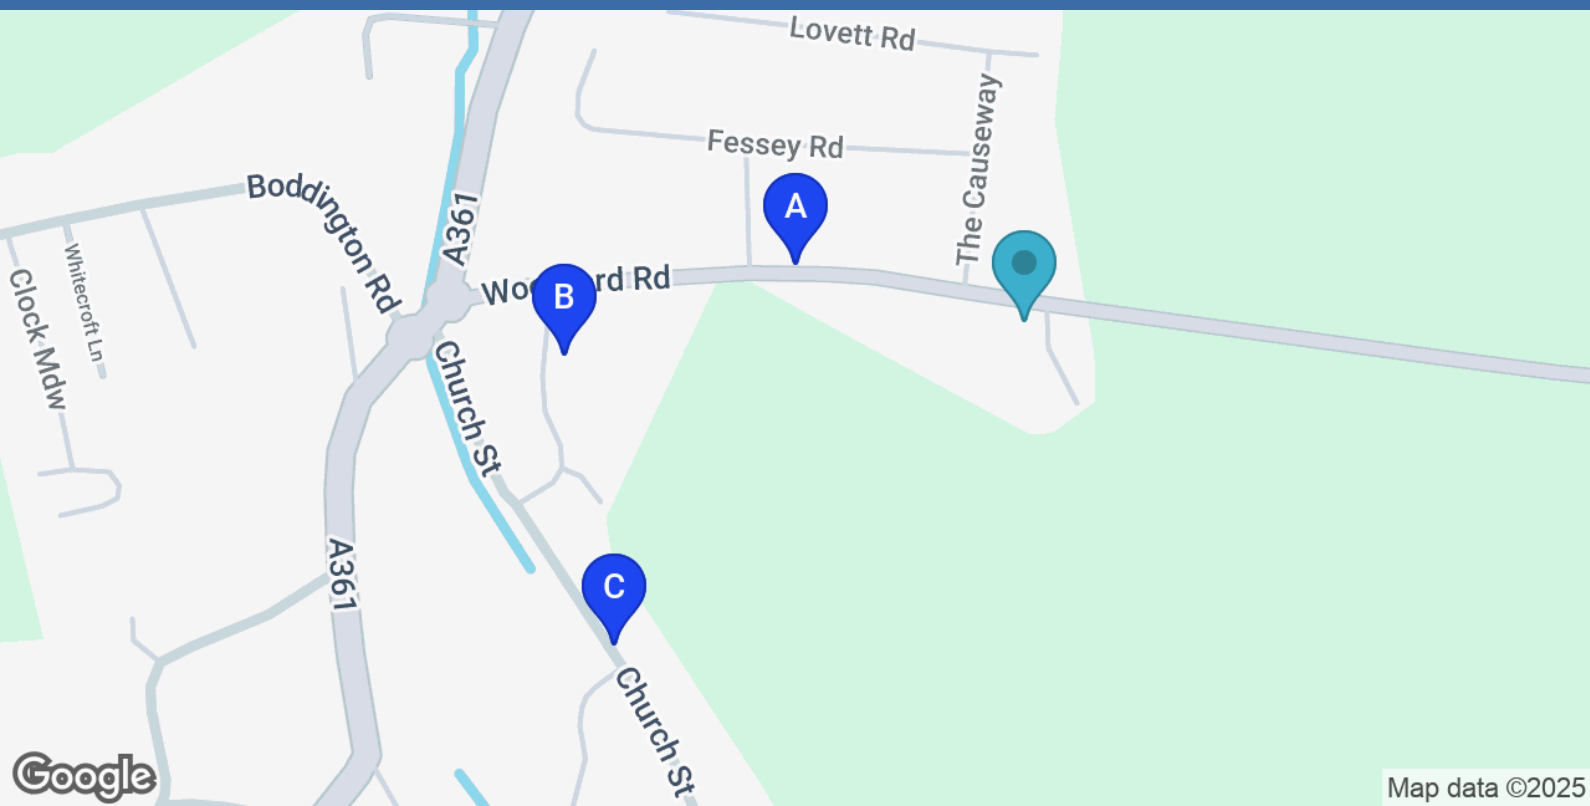 Lovett Rd
Fessey Rd
The Causeway
A
Boddington Rd
A361
Whitecroft Ln
Clock Mdw
B
rd Rd
Church St
A361
C
Church St
Google
Map data ©2025